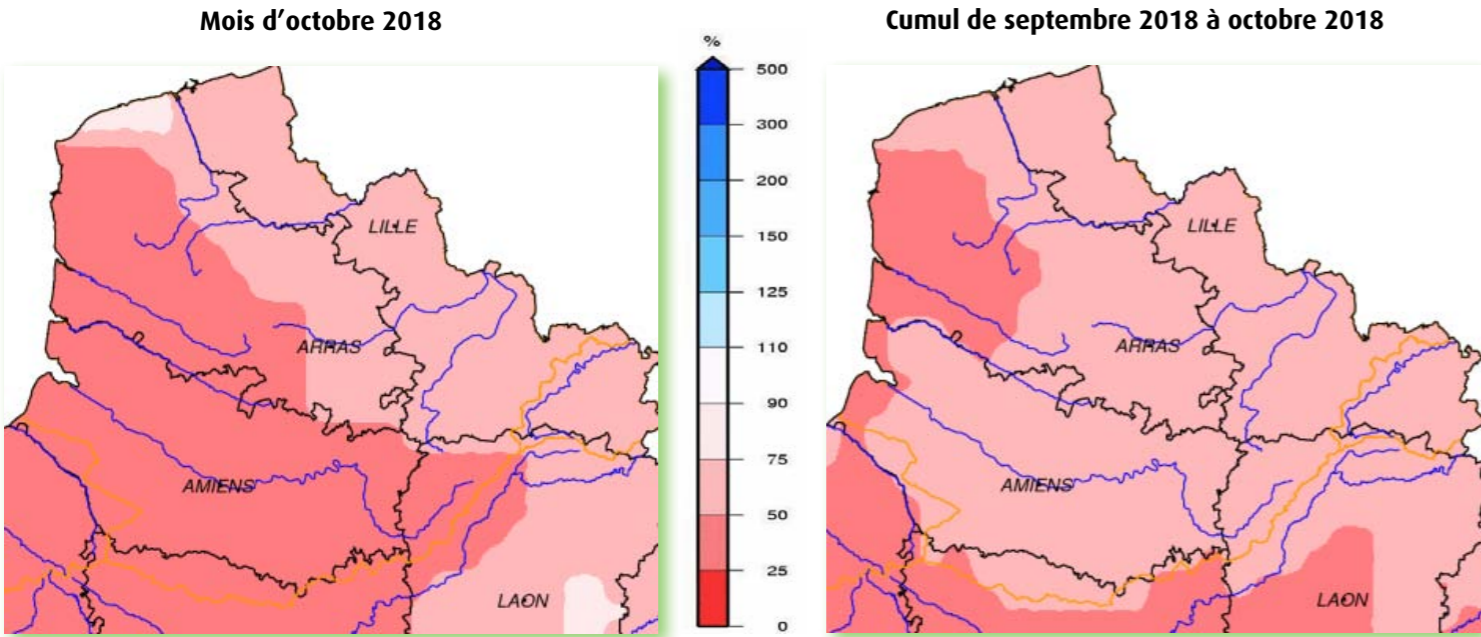 Mois d’octobre 2018
Cumul de septembre 2018 à octobre 2018
%
500
300
200
150
125
110
90
75
50
25
0
LILLE
ARRAS
AMIENS
LAON
LILLE
ARRAS
AMIENS
LAON